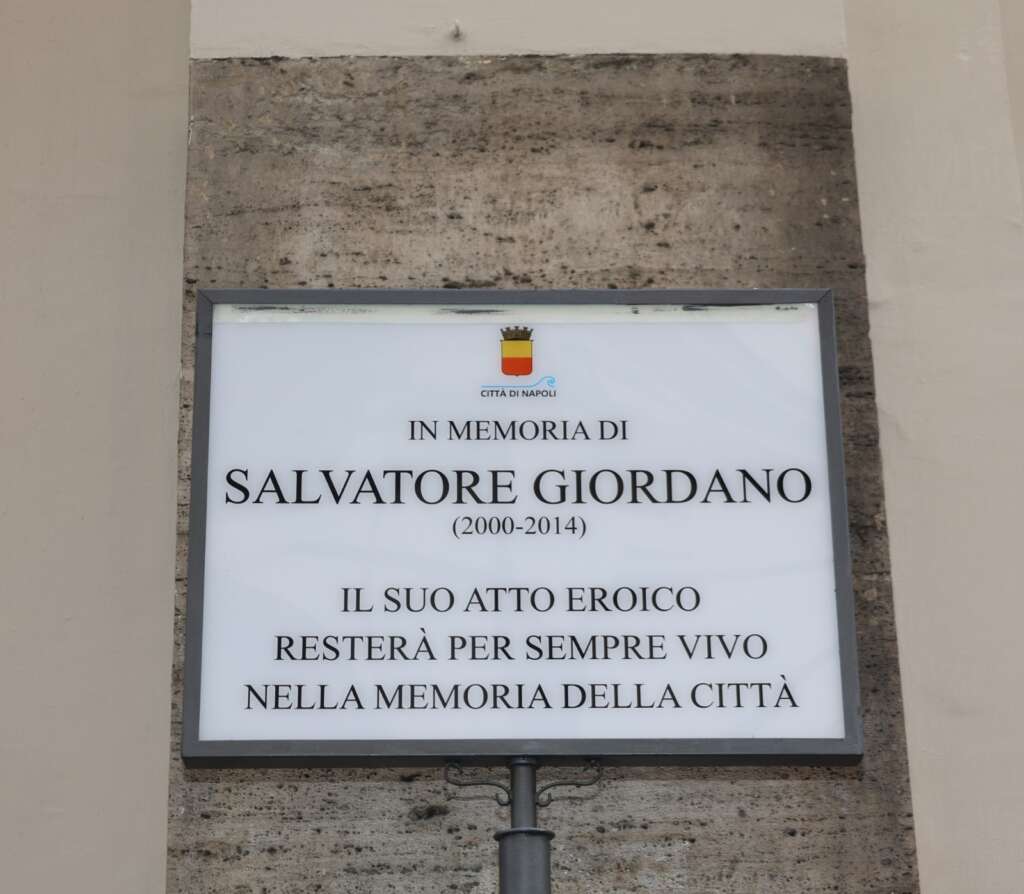 CITTÀ DI NAPOLI
IN MEMORIA DI
SALVATORE GIORDANO
(2000-2014)
IL SUO ATTO EROICO
RESTERÀ PER SEMPRE VIVO
NELLA MEMORIA DELLA CITTÀ